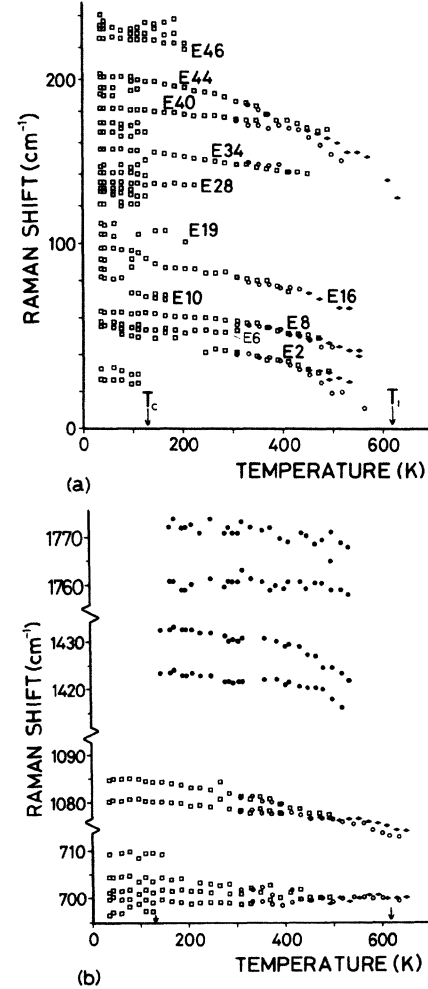 RAMAN SHIFT (cm⁻¹)
200
100
0
E46
E44
E40
E34
E28
E19
E16
E10
E8
E6
E2
Tc
T1
0 200 400 600
TEMPERATURE (K)
(a)
RAMAN SHIFT (cm⁻¹)
1770
1760
1430
1420
1090
1080
710
700
0 200 400 600
TEMPERATURE (K)
(b)